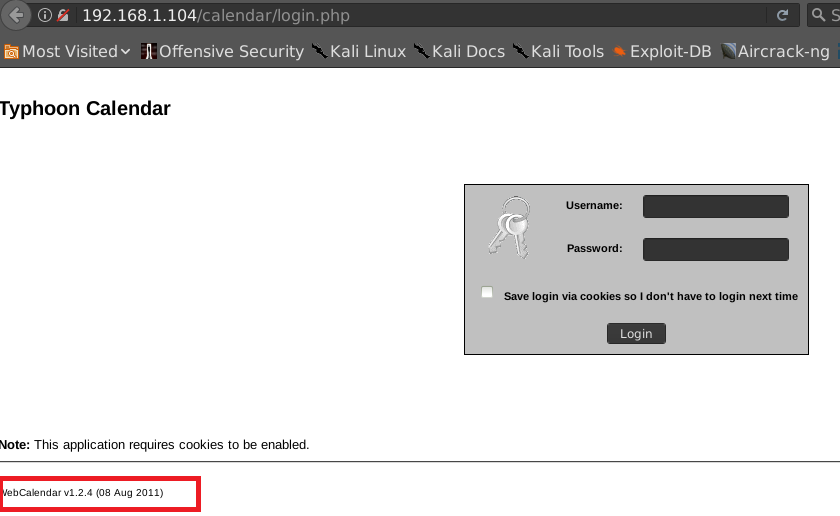 192.168.1.104/calendar/login.php
Most Visited Offensive Security Kali Linux Kali Docs Kali Tools Exploit-DB Aircrack-ng
Typhoon Calendar
Username:
Password:
Save login via cookies so I don't have to login next time
Login
Note: This application requires cookies to be enabled.
WebCalendar v1.2.4 (08 Aug 2011)